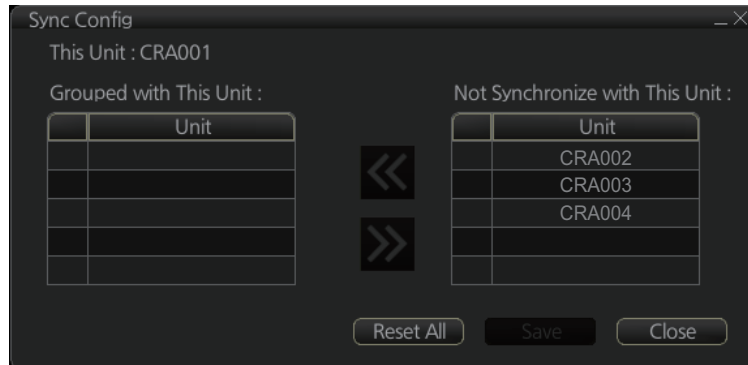 Sync Config
This Unit : CRA001
Grouped with This Unit :
Not Synchronize with This Unit :
Unit
Unit
CRA002
CRA003
CRA004
Reset All
Save
Close